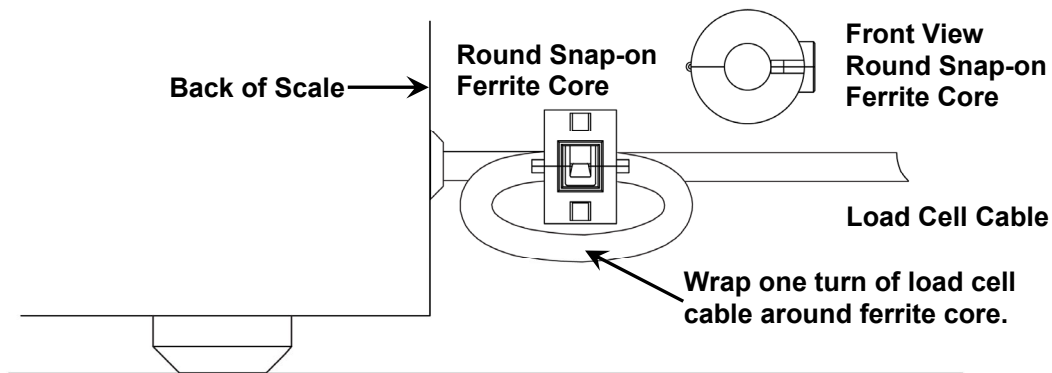 Back of Scale
Round Snap-on
Ferrite Core
Front View
Round Snap-on
Ferrite Core
Load Cell Cable
Wrap one turn of load cell
cable around ferrite core.